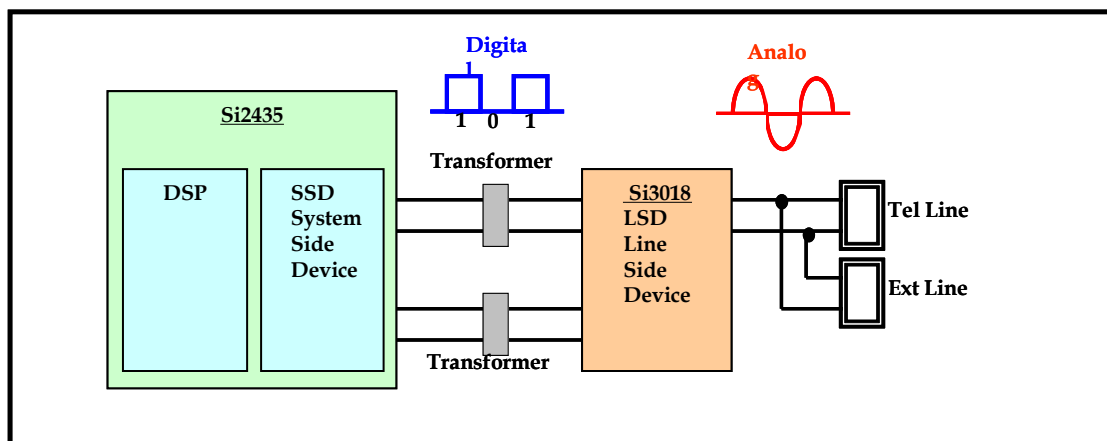 Digita
l
Analo
g
Si2435
1 0 1
Transformer
DSP
SSD
System
Side
Device
Si3018
LSD
Line
Side
Device
Tel Line
Ext Line
Transformer